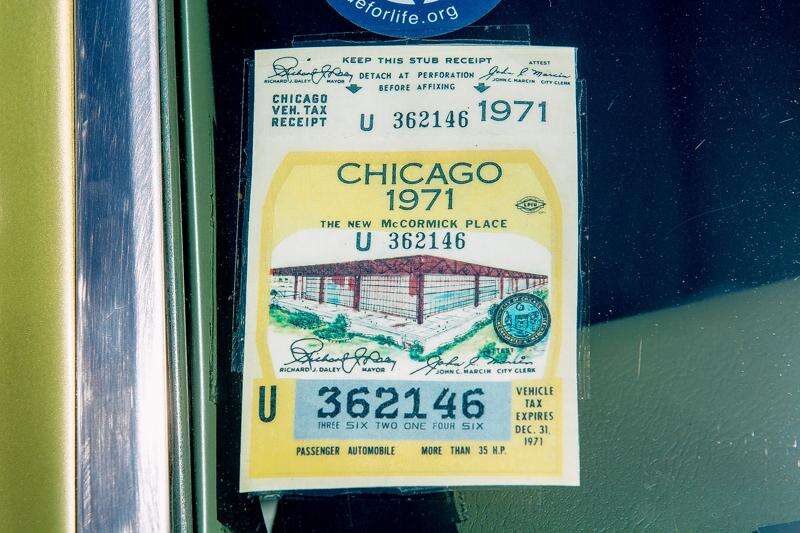 eforlife.org
KEEP THIS STUB RECEIPT
ATTEST
RICHARD J. DALEY MAYOR
DETACH AT PERFORATION
JOHN C. MARCIN CITY CLERK
BEFORE AFFIXING
CHICAGO
VEH. TAX
RECEIPT
U 362146 1971
CHICAGO
1971
THE NEW McCORMICK PLACE
U 362146
RICHARD J. DALEY MAYOR
JOHN C. MARCIN CITY CLERK
U 362146
THREE SIX TWO ONE FOUR SIX
VEHICLE
TAX
EXPIRES
DEC. 31,
1971
PASSENGER AUTOMOBILE MORE THAN 35 H.P.